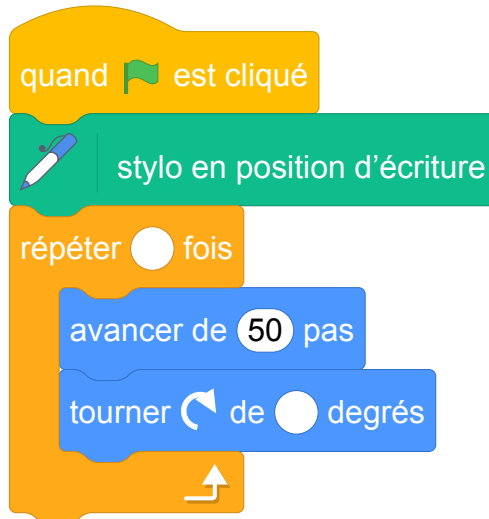 quand est cliqué
stylo en position d’écriture
répéter fois
avancer de 50 pas
tourner de degrés